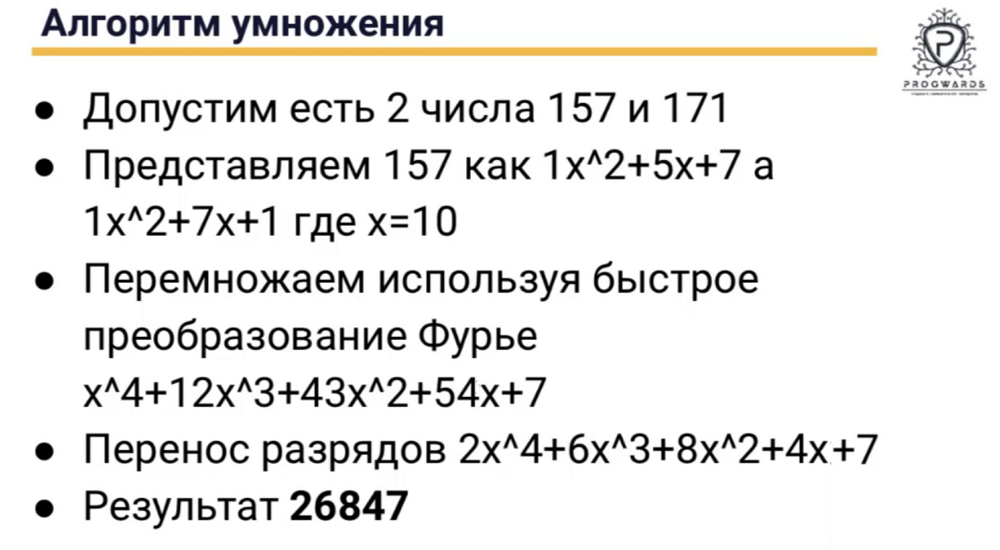 Алгоритм умножения
PROGWARDS
● Допустим есть 2 числа 157 и 171
● Представляем 157 как 1x^2+5x+7 а
1x^2+7x+1 где x=10
● Перемножаем используя быстрое
преобразование Фурье
x^4+12x^3+43x^2+54x+7
● Перенос разрядов 2x^4+6x^3+8x^2+4x+7
● Результат 26847